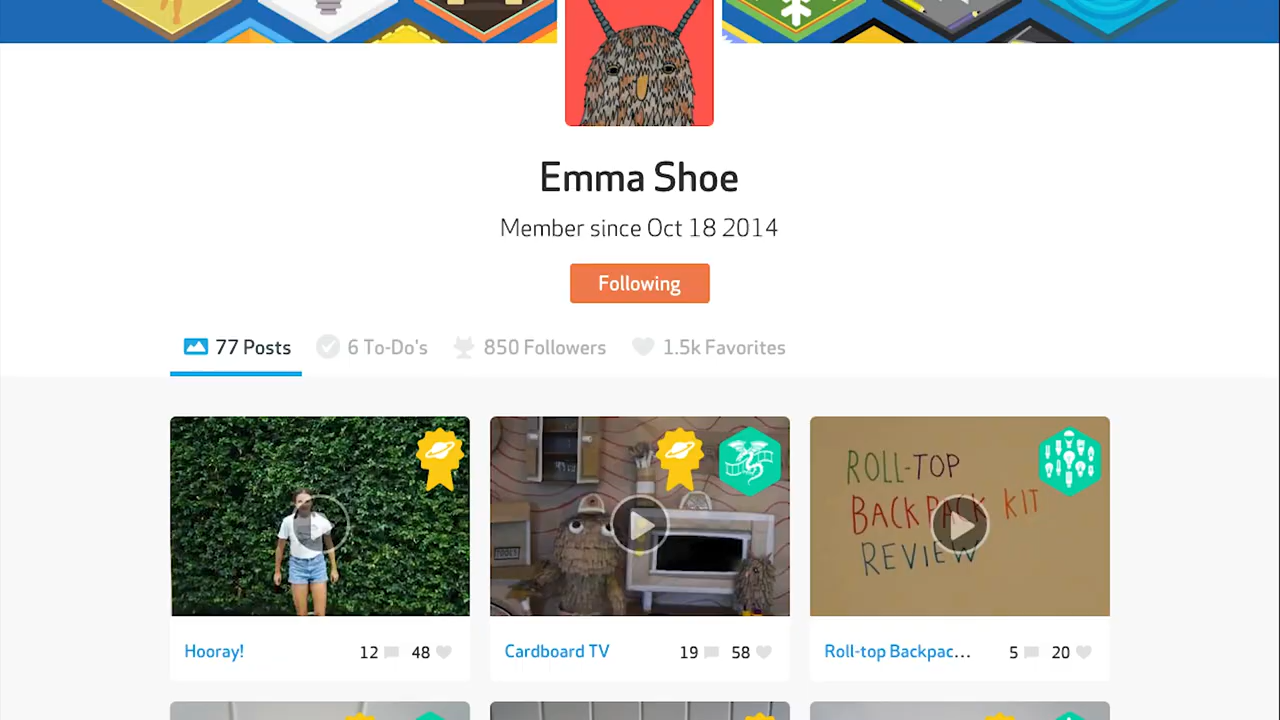 Emma Shoe
Member since Oct 18 2014
Following
77 Posts 6 To-Do's 850 Followers 1.5k Favorites
TOOLS
ROLL-TOP
BACKPACK KIT
REVIEW
Hooray! 12 48
Cardboard TV 19 58
Roll-top Backpac... 5 20